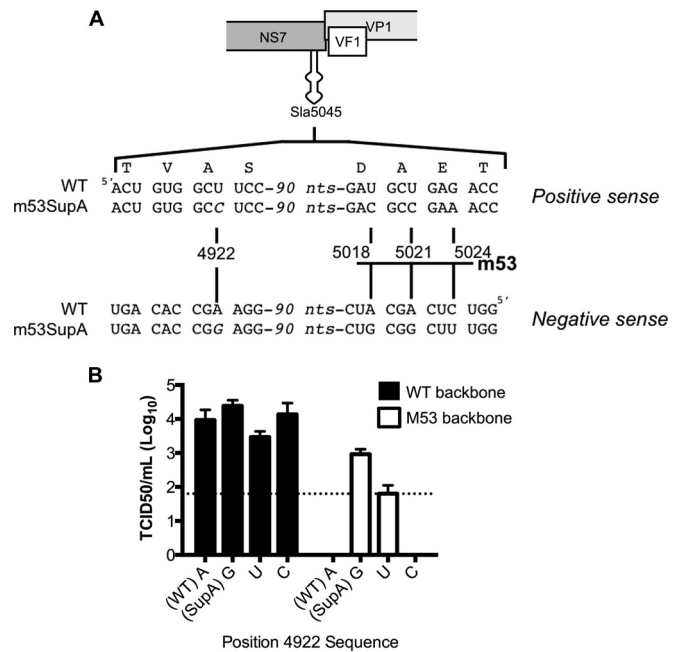 A
NS7 VF1 VP1
Sla5045
T V A S D A E T
WT 5'ACU GUG GCU UCC-90 nts-GAU GCU GAG ACC
m53SupA ACU GUG GCC UCC-90 nts-GAC GCC GAA ACC
Positive sense
4922 5018 5021 5024
m53
WT UGA CAC CGA AGG-90 nts-CUA CGA CUC UGG5'
m53SupA UGA CAC CGG AGG-90 nts-CUG CGG CUU UGG
Negative sense
B
TCID50/mL (Log10)
5
4
3
2
1
0
WT backbone
M53 backbone
(WT) A (SupA) G U C (WT) A (SupA) G U C
Position 4922 Sequence